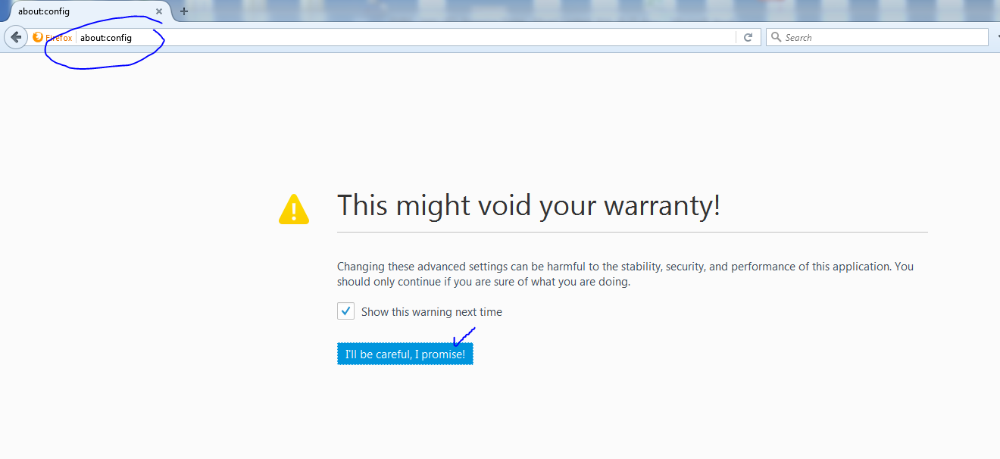 about:config
Firefox about:config Search
This might void your warranty!
Changing these advanced settings can be harmful to the stability, security, and performance of this application. You
should only continue if you are sure of what you are doing.
Show this warning next time
I'll be careful, I promise!